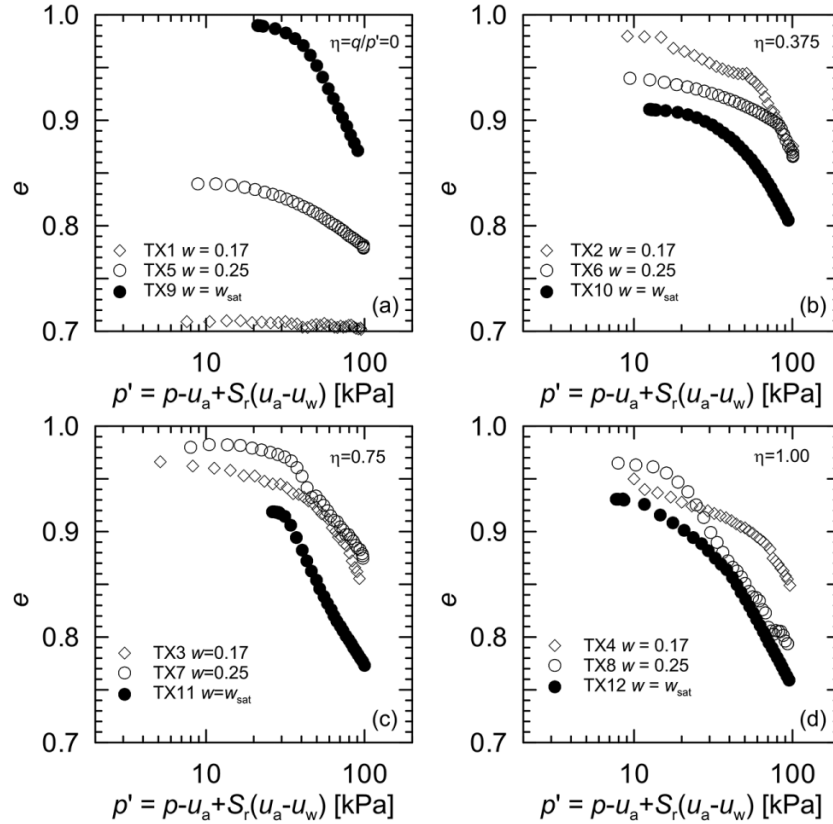 η=q/p'=0
1.0
0.9
e
0.8
0.7
TX1 w = 0.17
TX5 w = 0.25
TX9 w = wsat
(a)
10
100
p' = p-ua+Sr(ua-uw) [kPa]
η=0.375
1.0
0.9
e
0.8
0.7
TX2 w = 0.17
TX6 w = 0.25
TX10 w = wsat
(b)
10
100
p' = p-ua+Sr(ua-uw) [kPa]
η=0.75
1.0
0.9
e
0.8
0.7
TX3 w=0.17
TX7 w=0.25
TX11 w=wsat
(c)
10
100
p' = p-ua+Sr(ua-uw) [kPa]
η=1.00
1.0
0.9
e
0.8
0.7
TX4 w = 0.17
TX8 w = 0.25
TX12 w = wsat
(d)
10
100
p' = p-ua+Sr(ua-uw) [kPa]